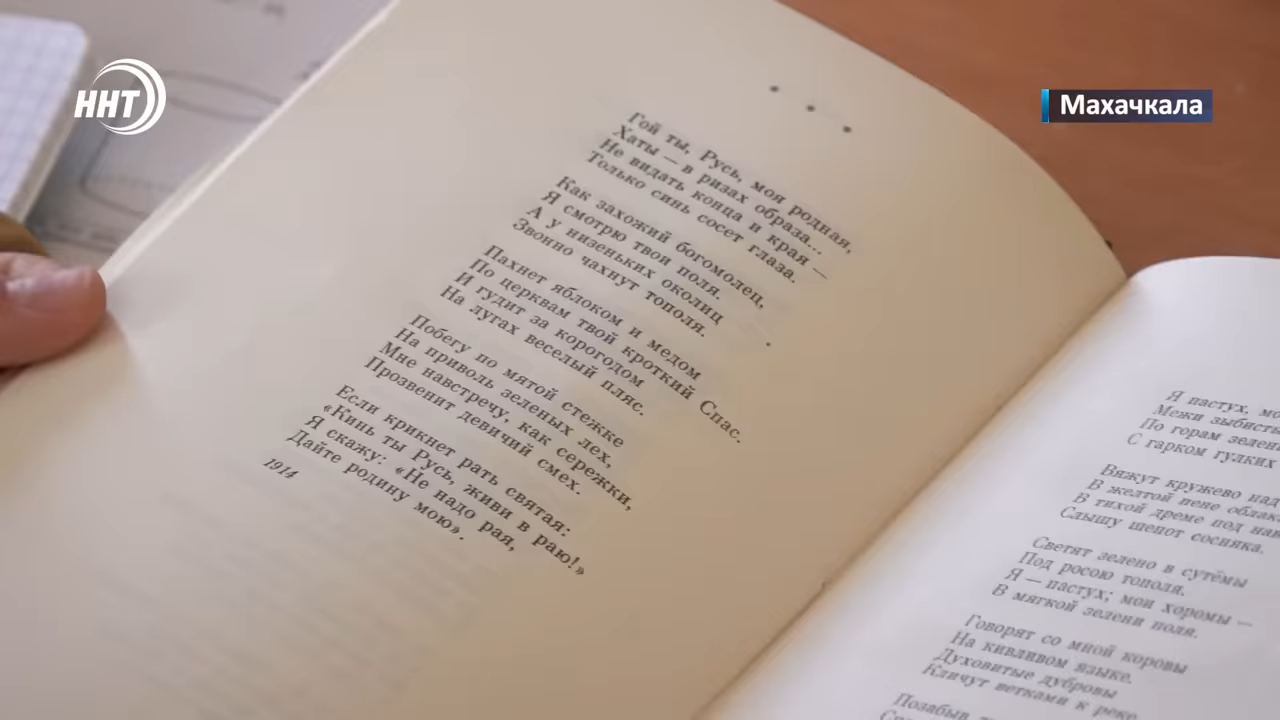 ННТ
Махачкала
Гой ты, Русь, моя родная,
Хаты — в ризах образа...
Не видать конца и края —
Только синь сосет глаза.
Как захожий богомолец,
Я смотрю твои поля.
А у низеньких околиц
Звонно чахнут тополя.
Пахнет яблоком и медом
По церквам твой кроткий Спас.
И гудит за корогодом
На лугах веселый пляс.
Побегу по мятой стежке
На приволь зеленых лех,
Мне навстречу, как сережки,
Прозвенит девичий смех.
Если крикнет рать святая:
«Кинь ты Русь, живи в раю!»
Я скажу: «Не надо рая,
Дайте родину мою».
1914
Я пастух,
Межи
По горам
С гарком гулких
Вяжут кружево над
В желтой пене
В тихой дреме под
Слышу шепот сосняка.
Светят зелено в сутёмы
Под росою тополя.
Я — пастух; мои хоромы —
В мягкой зелени поля.
Говорят со мной коровы
На кивливом языке.
Духовитые дубровы
Кличут ветками к реке.
Позабыв